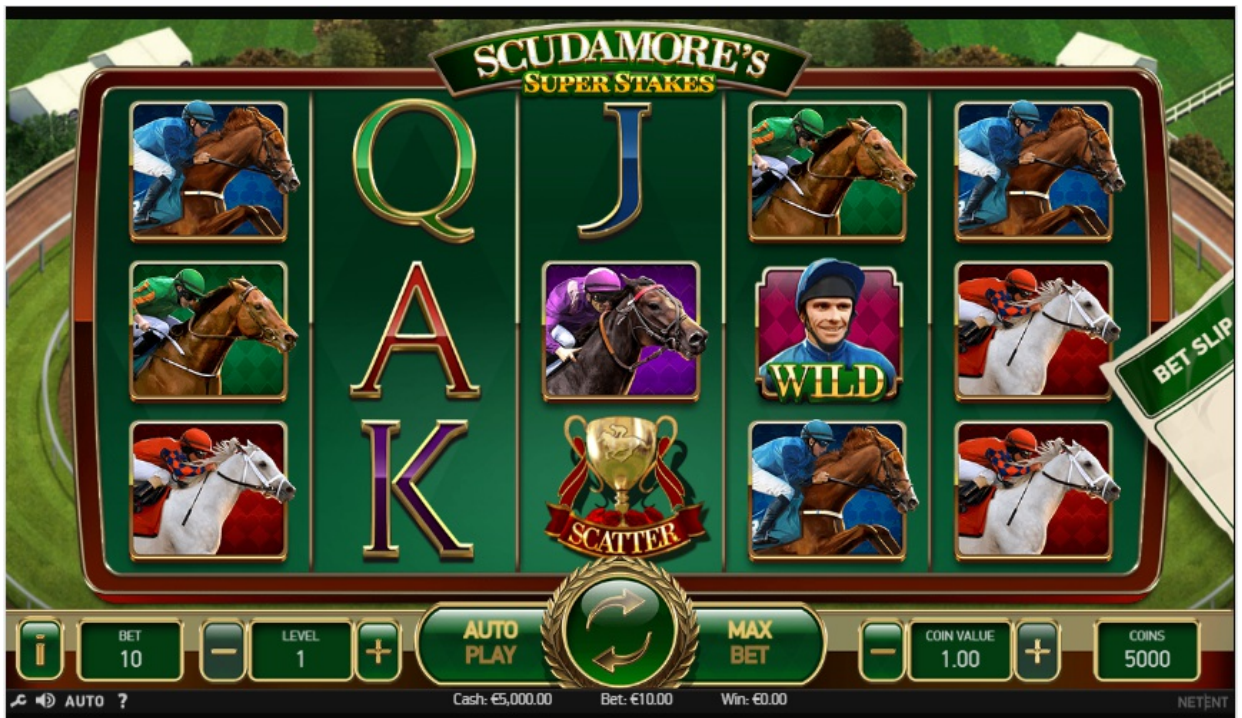 SCUDAMORE'S
SUPER STAKES
Q
J
A
WILD
K
SCATTER
BET SLIP
BET
10
LEVEL
1
AUTO
PLAY
MAX
BET
COIN VALUE
1.00
COINS
5000
AUTO ?
Cash: €5,000.00 Bet: €10.00 Win: €0.00
NETENT